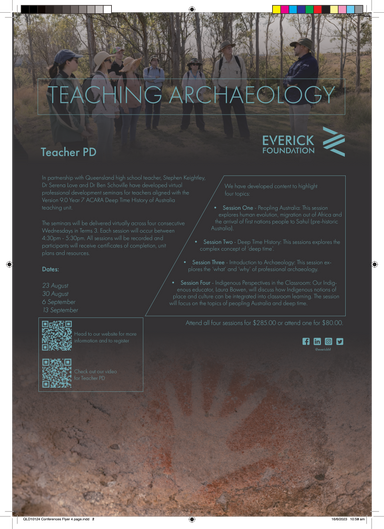 TEACHING ARCHAEOLOGY
EVERICK
FOUNDATION
Teacher PD
In partnership with Queensland high school teacher, Stephen Keightley,
Dr Serena Love and Dr Ben Schaville have developed virtual
professional development seminars for teachers aligned with the
Version 9.0 Year 7 ACARA Deep Time History of Australia
teaching unit.
The seminars will be delivered virtually across four consecutive
Wednesdays in Terms 3. Each session will occur between
4:30pm - 5:30pm. All sessions will be recorded and
participants will receive certificates of completion, unit
plans and resources.
Dates:
23 August
30 August
6 September
13 September
We have developed content to highlight
four topics:
• Session One - Peopling Australia: This session
explores human evolution, migration out of Africa and
the arrival of first nations people to Sahul (pre-historic
Australia).
• Session Two - Deep Time History: This sessions explores the
complex concept of 'deep time'
• Session Three - Introduction to Archaeology: This session ex-
plores the 'what' and 'why' of professional archaeology.
• Session Four - Indigenous Perspectives in the Classroom: Our Indig-
enous educator, Laara Bowen, will discuss how Indigenous notions of
place and culture can be integrated into classroom learning. The session
will focus on the topics of peopling Australia and deep time.
Attend all four sessions for $285.00 or attend one for $80.00.
Head to our website for more
information and to register.
Check out our video
for Teacher PD
QLD10124 Conferences Flyer 4 page.indd 2